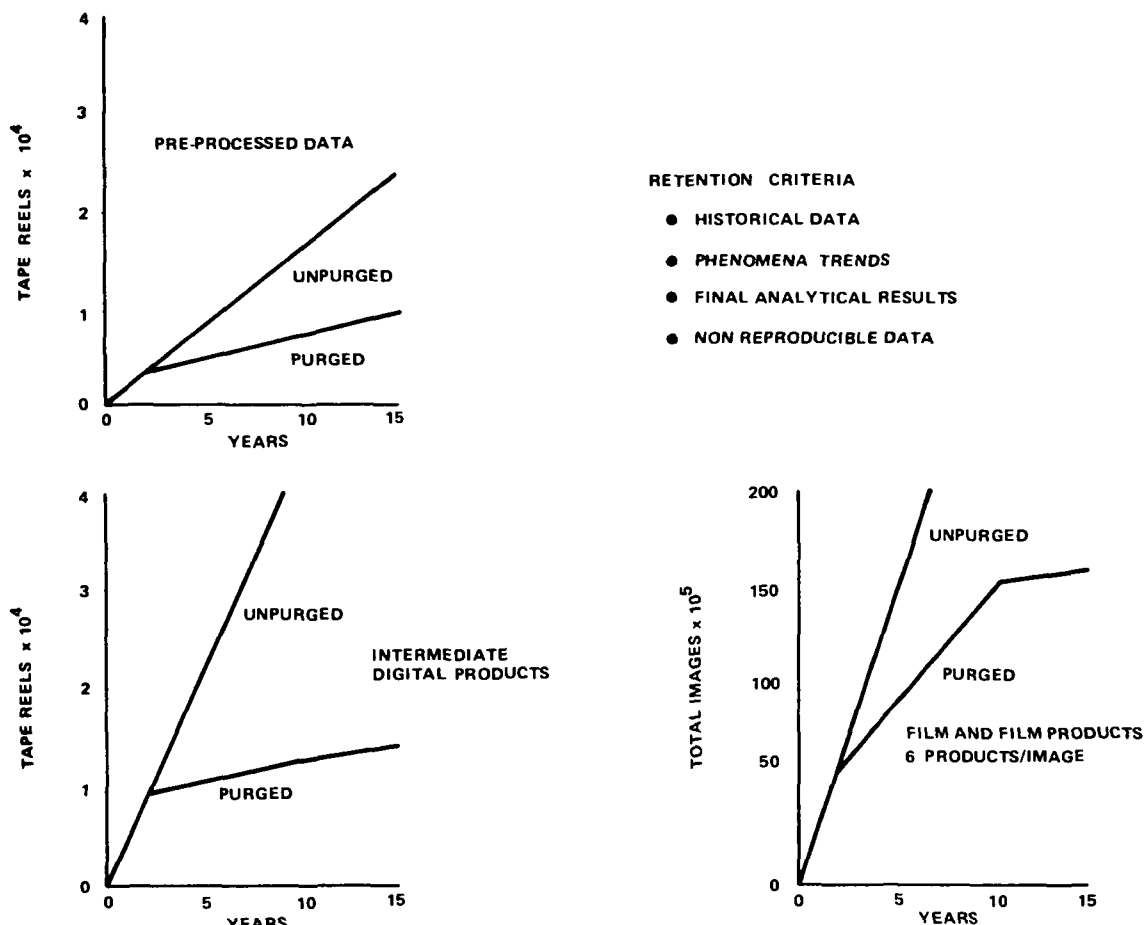 TAPE REELS x 10^4
4
3
2
1
0
PRE-PROCESSED DATA
UNPURGED
PURGED
0 5 10 15
YEARS
RETENTION CRITERIA
● HISTORICAL DATA
● PHENOMENA TRENDS
● FINAL ANALYTICAL RESULTS
● NON REPRODUCIBLE DATA
TAPE REELS x 10^4
4
3
2
1
0
UNPURGED
INTERMEDIATE
DIGITAL PRODUCTS
PURGED
0 5 10 15
YEARS
TOTAL IMAGES x 10^5
200
150
100
50
0
UNPURGED
PURGED
FILM AND FILM PRODUCTS
6 PRODUCTS/IMAGE
0 5 10 15
YEARS